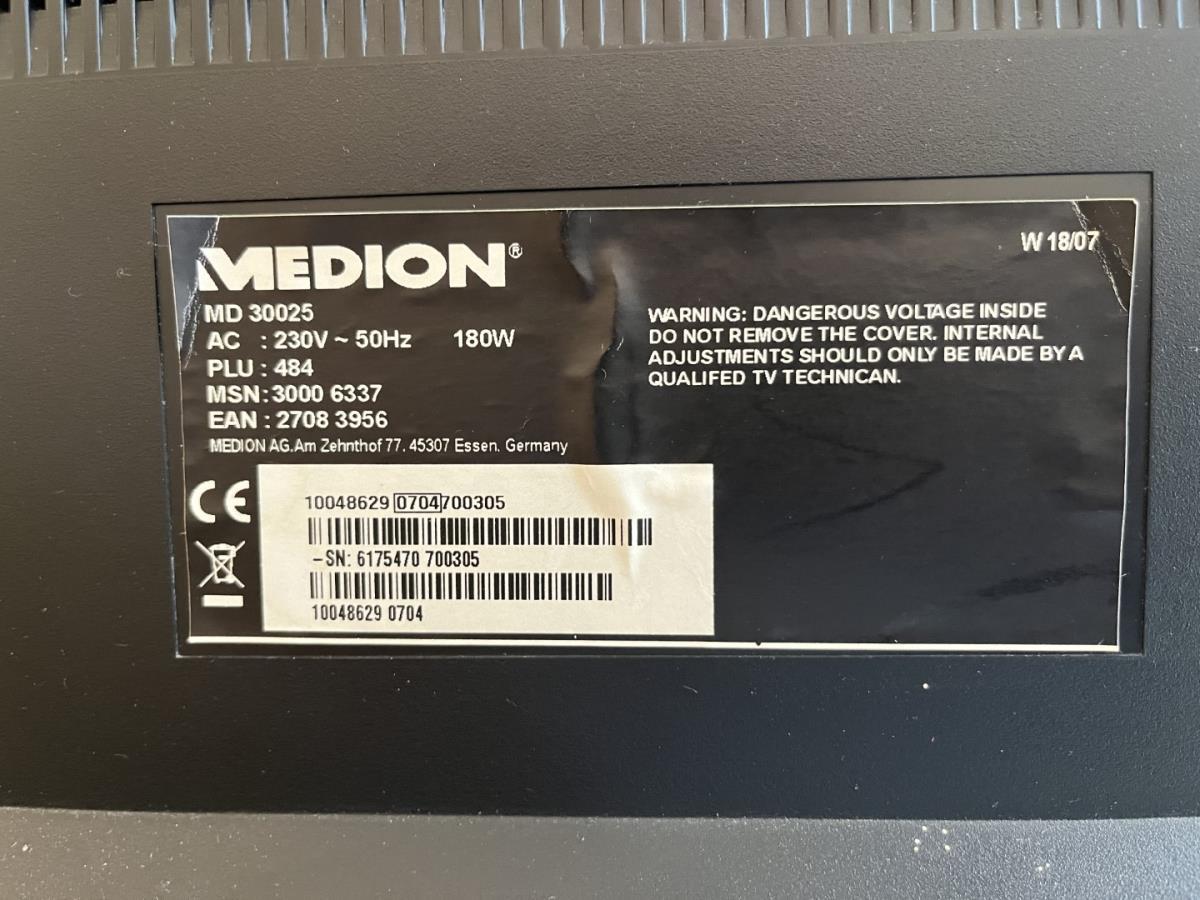 MEDION®
W 18/07
MD 30025
AC : 230V ~ 50Hz 180W
PLU : 484
MSN: 3000 6337
EAN : 2708 3956
MEDION AG.Am Zehnthof 77. 45307 Essen. Germany
WARNING: DANGEROUS VOLTAGE INSIDE
DO NOT REMOVE THE COVER. INTERNAL
ADJUSTMENTS SHOULD ONLY BE MADE BY A
QUALIFED TV TECHNICAN.
CE
10048629 0704 700305
-SN: 6175470 700305
10048629 0704